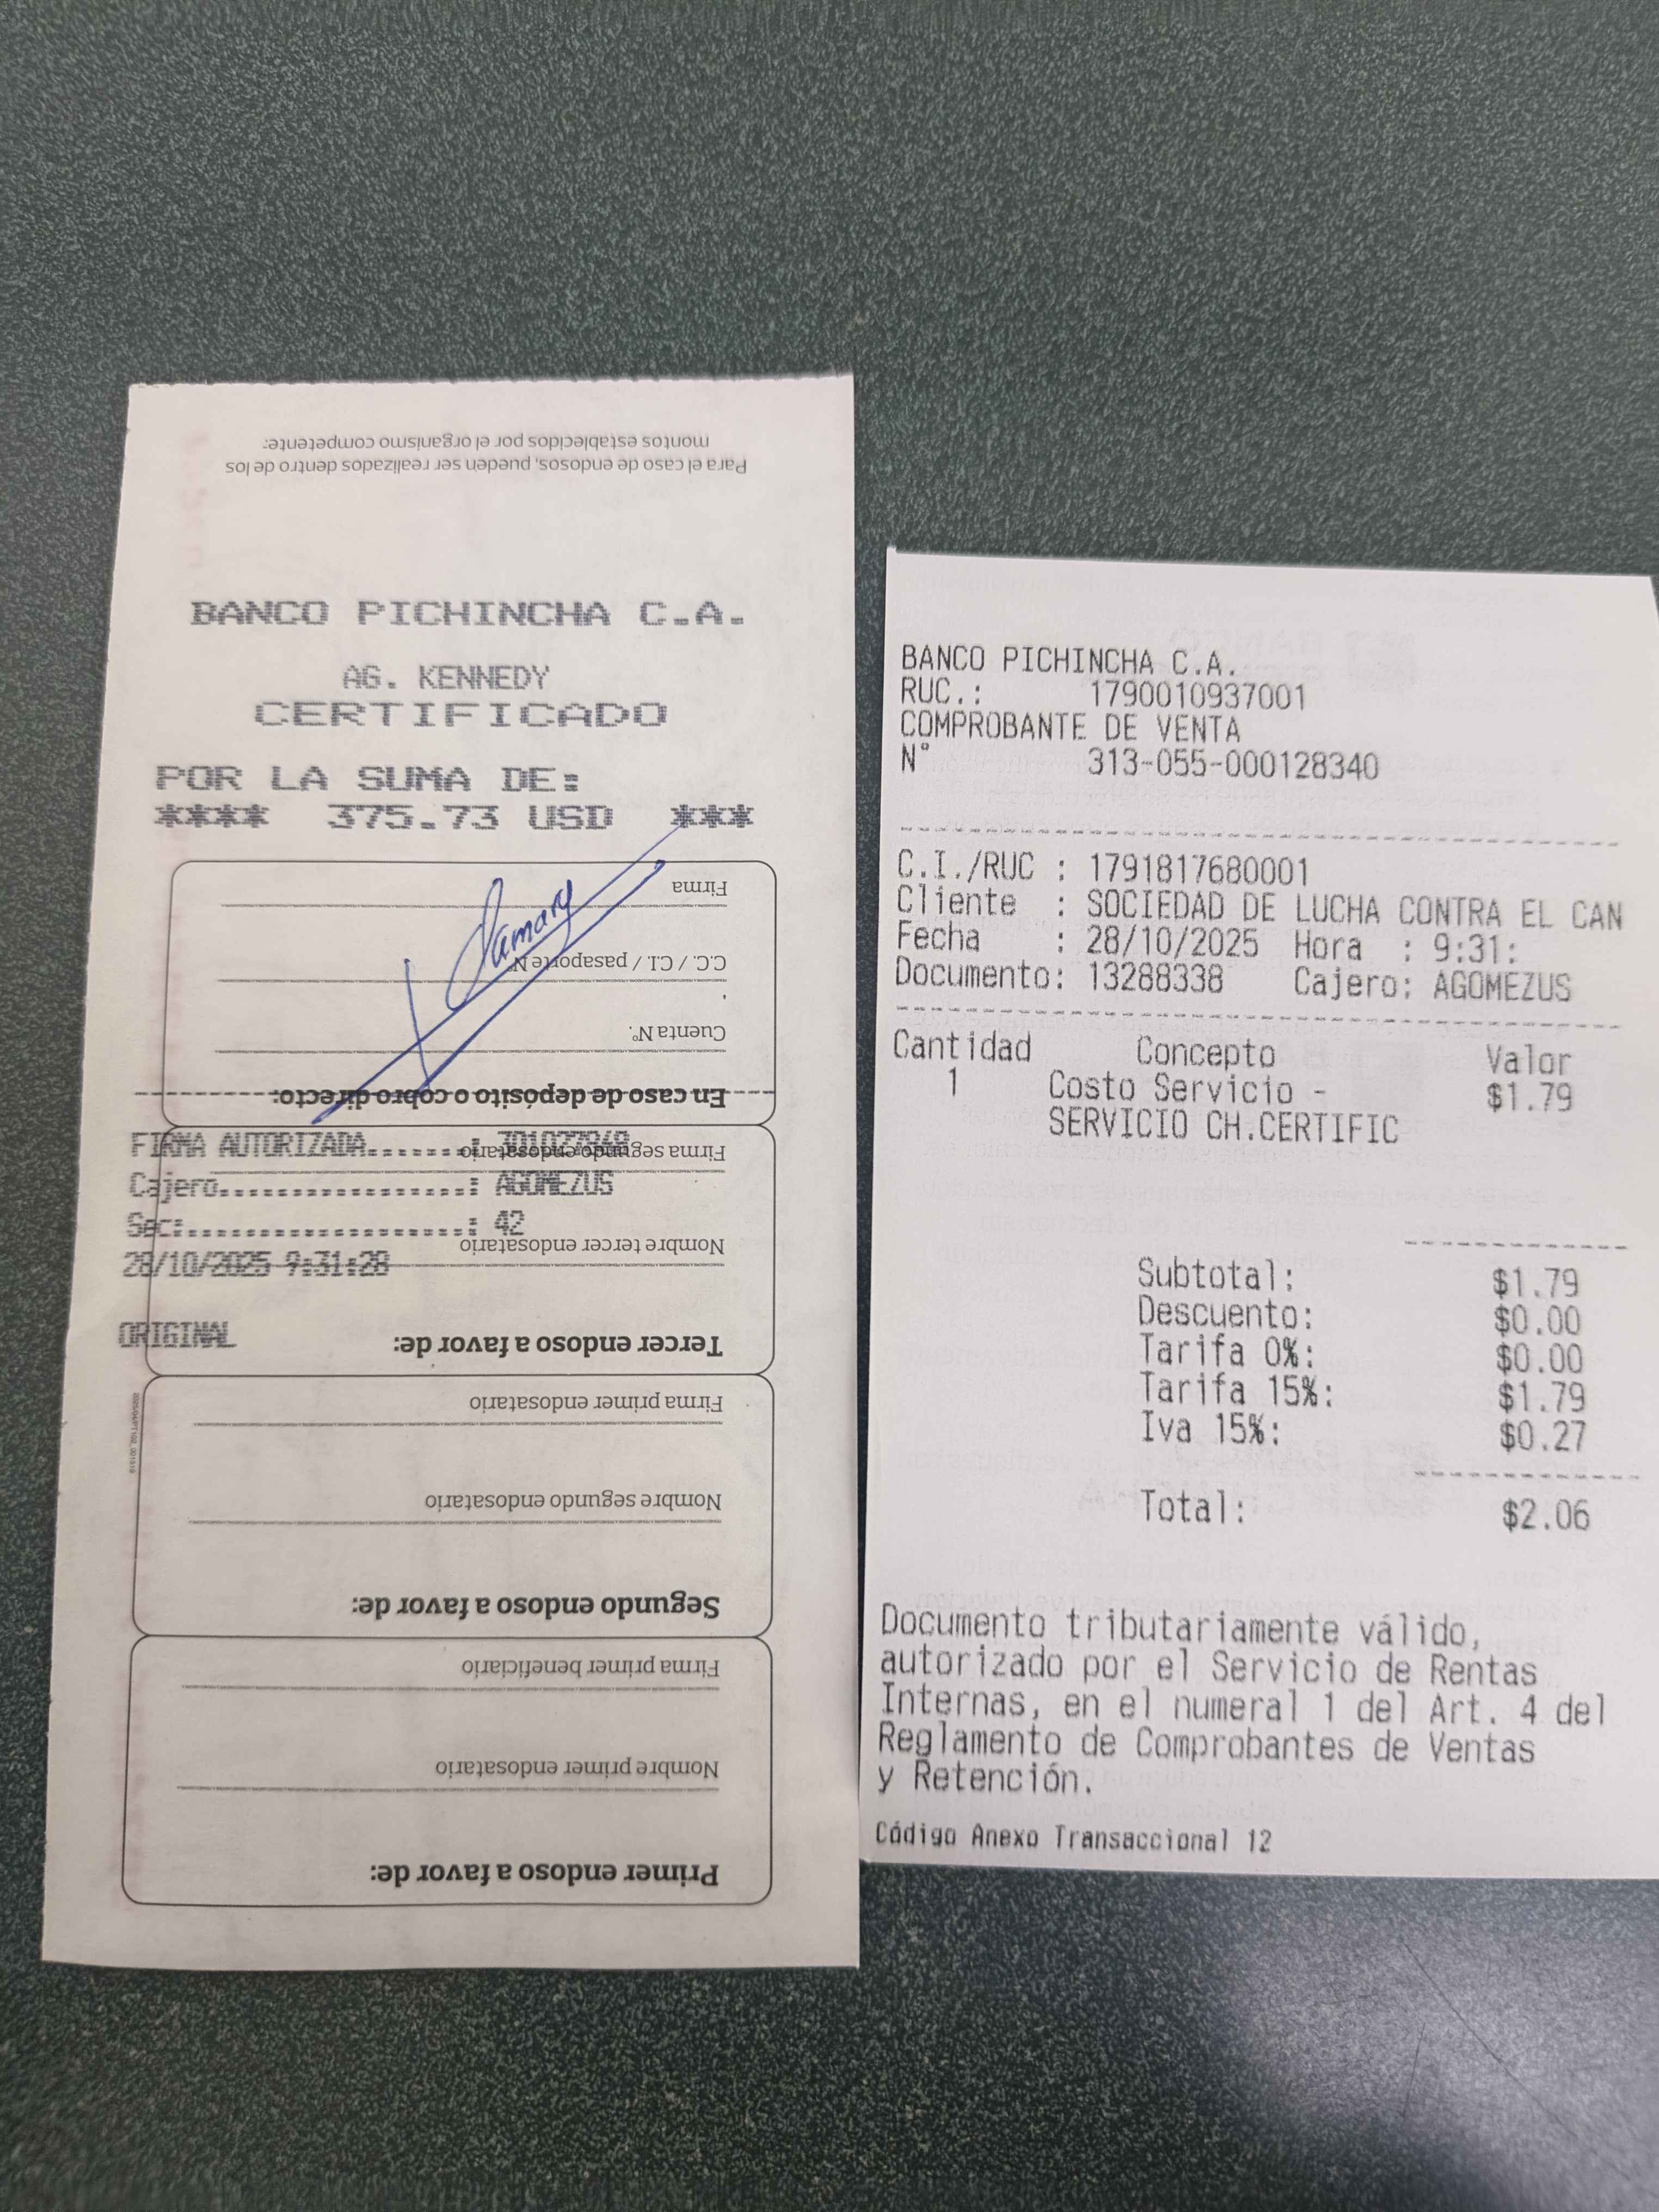 Para el caso de endosos, pueden ser realizados dentro de los
montos establecidos por el organismo competente.
BANCO PICHINCHA C.A.
AG. KENNEDY
CERTIFICADO
POR LA SUMA DE:
**** 375.73 USD ***
Firma
C.C. / C.I. / pasaporte N
Cuenta Nº.
En caso de depósito o cobro directo:
FIRMA AUTORIZADA.......:
Firma segundo endosatario
Cajero..................: AGOMEZUS
Sec:....................: 42
Nombre tercer endosatario
28/10/2025 9:31:28
ORIGINAL
Tercer endoso a favor de:
Firma primer endosatario
Nombre segundo endosatario
Segundo endoso a favor de:
Firma primer beneficiario
Nombre primer endosatario
Primer endoso a favor de:
BANCO PICHINCHA C.A.
RUC.: 1790010937001
COMPROBANTE DE VENTA
N° 313-055-000128340
C.I./RUC : 1791817680001
Cliente : SOCIEDAD DE LUCHA CONTRA EL CAN
Fecha : 28/10/2025 Hora : 9:31:
Documento: 13288338 Cajero: AGOMEZUS
Cantidad Concepto Valor
1 Costo Servicio - $1.79
SERVICIO CH.CERTIFIC
Subtotal: $1.79
Descuento: $0.00
Tarifa 0%: $0.00
Tarifa 15%: $1.79
Iva 15%: $0.27
Total: $2.06
Documento tributariamente válido,
autorizado por el Servicio de Rentas
Internas, en el numeral 1 del Art. 4 del
Reglamento de Comprobantes de Ventas
y Retención.
Código Anexo Transaccional 12